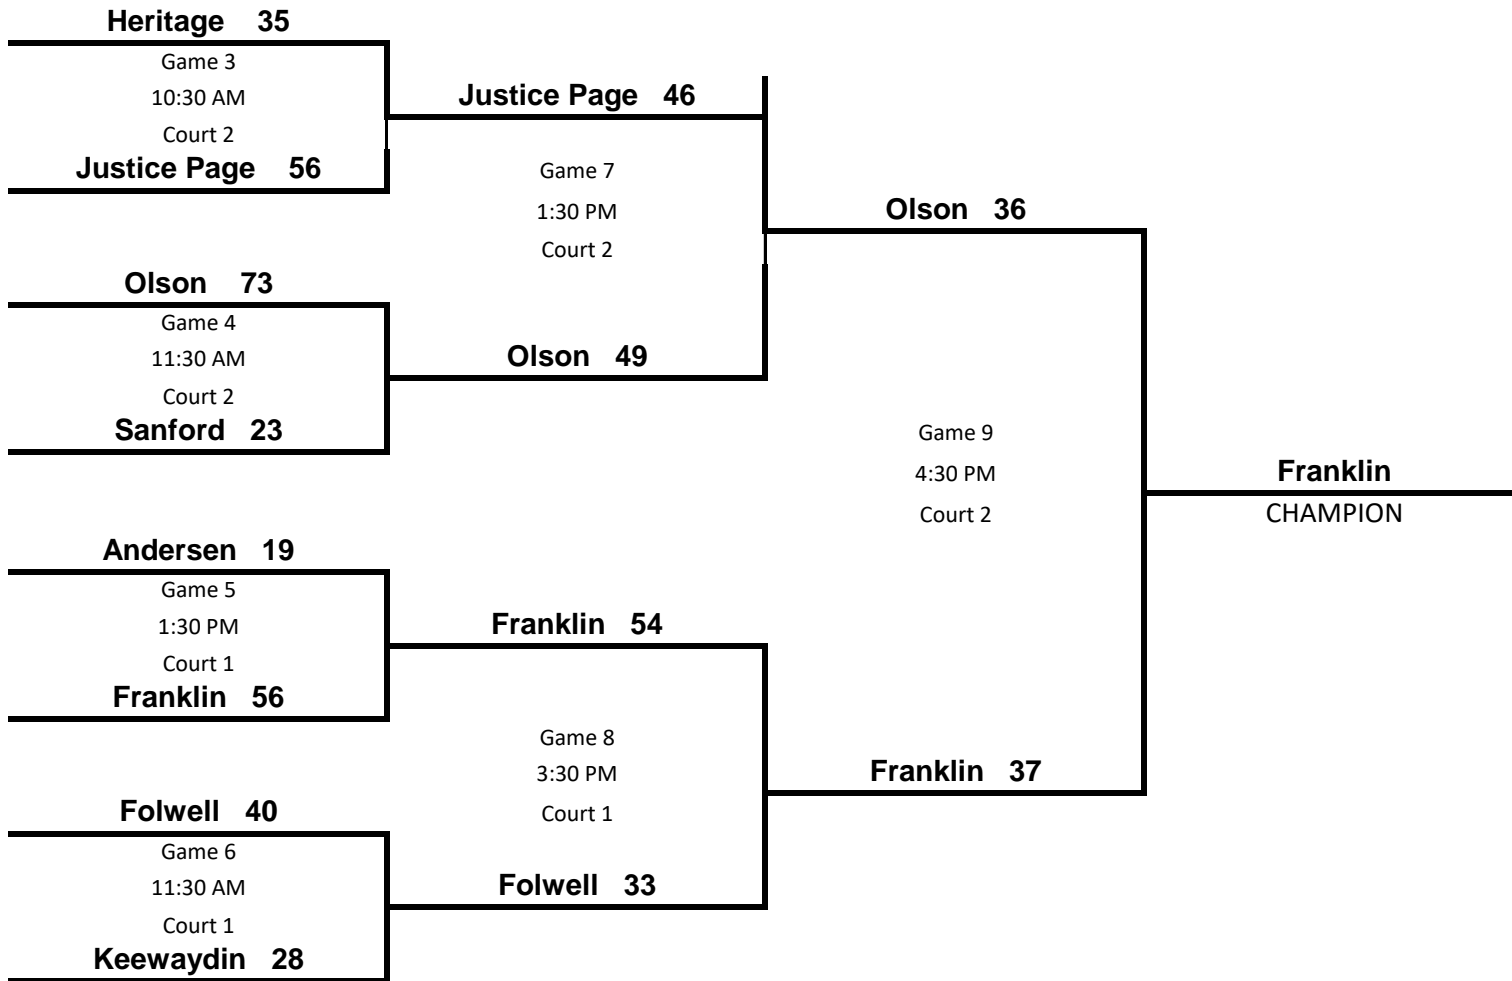 Heritage 35
Game 3
10:30 AM
Court 2
Justice Page 56
Olson 73
Game 4
11:30 AM
Court 2
Sanford 23
Andersen 19
Game 5
1:30 PM
Court 1
Franklin 56
Folwell 40
Game 6
11:30 AM
Court 1
Keewaydin 28
Justice Page 46
Game 7
1:30 PM
Court 2
Olson 49
Franklin 54
Game 8
3:30 PM
Court 1
Folwell 33
Olson 36
Game 9
4:30 PM
Court 2
Franklin 37
Franklin
CHAMPION